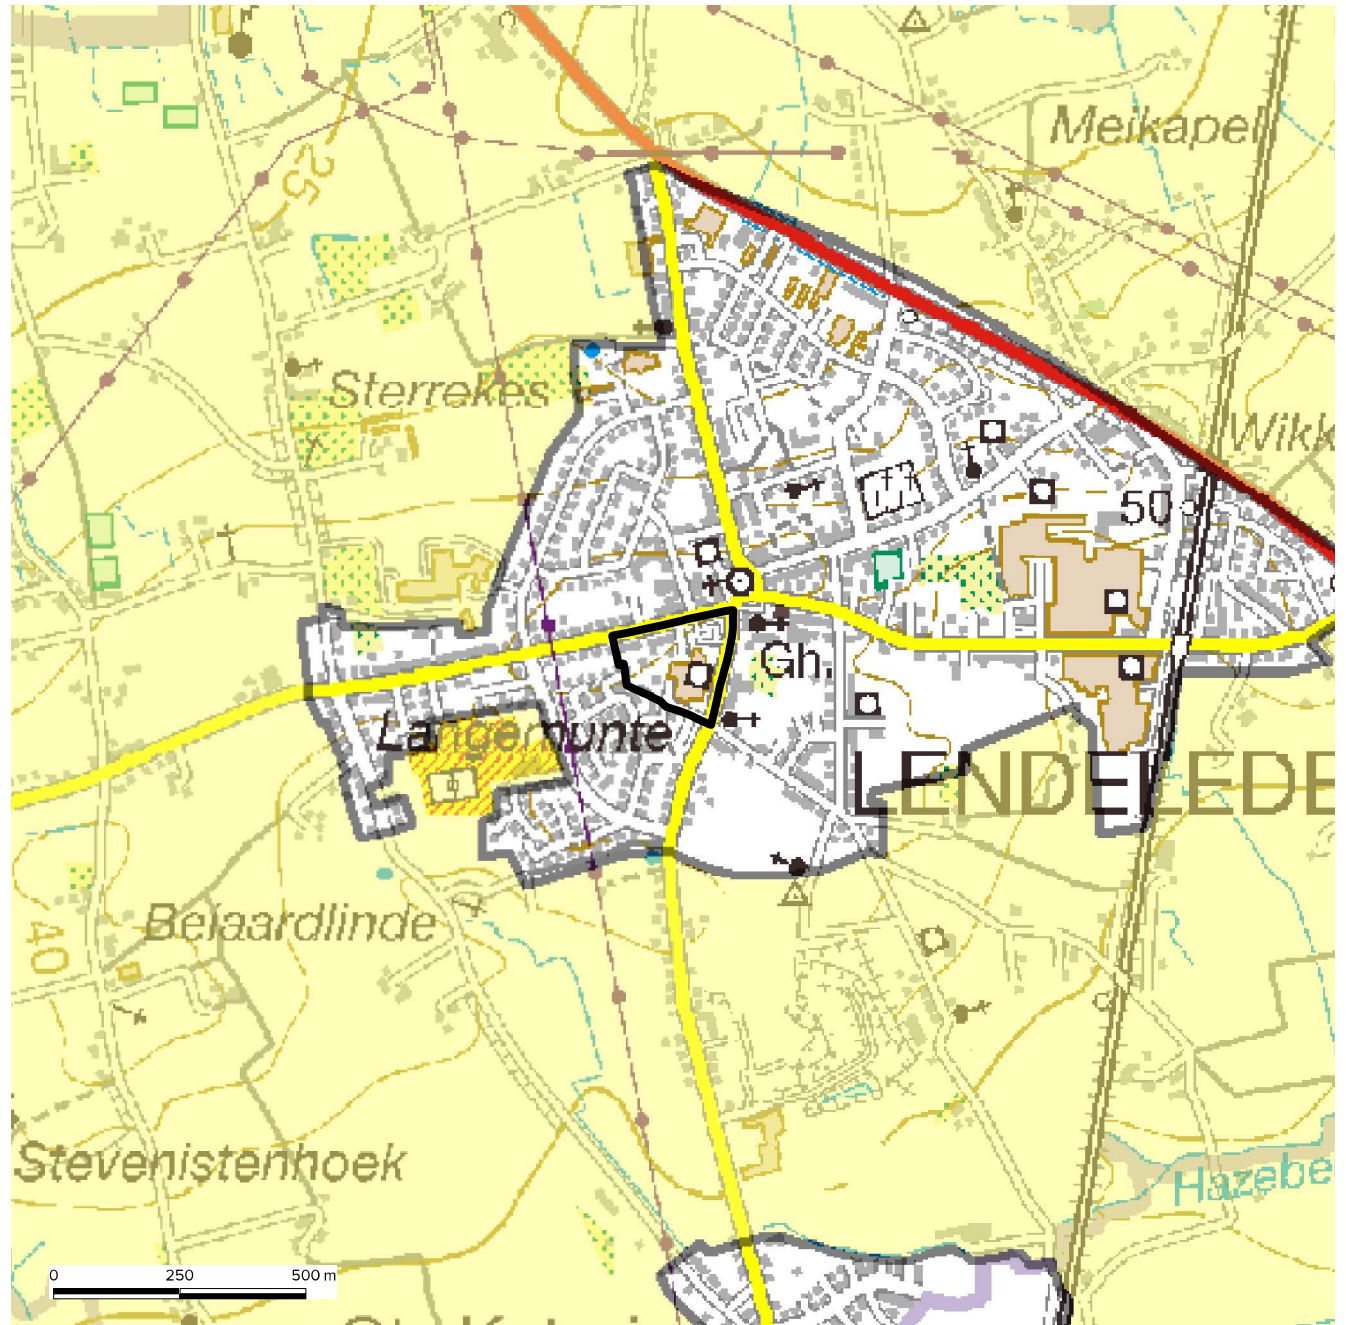 Meikapel
25
Sterrekes
Wikk
50
Gh.
Langemunte
LENDELEDE
Belaardlinde
40
Stevenistenhoek
Hazebe
0 250 500 m